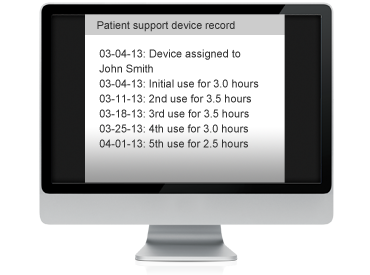 Patient support device record
03-04-13: Device assigned to
John Smith
03-04-13: Initial use for 3.0 hours
03-11-13: 2nd use for 3.5 hours
03-18-13: 3rd use for 3.5 hours
03-25-13: 4th use for 3.0 hours
04-01-13: 5th use for 2.5 hours